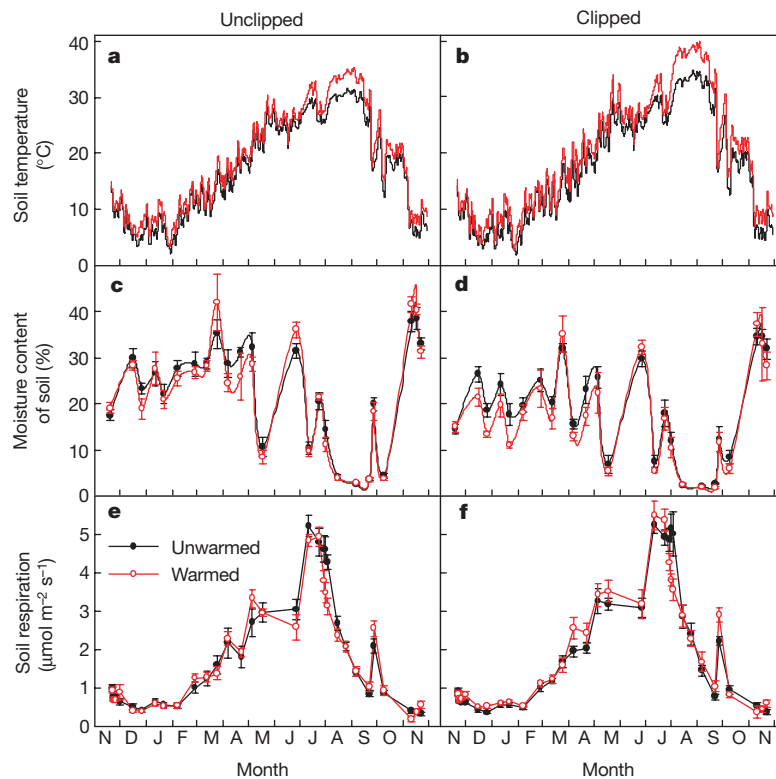 Unclipped
Clipped
a
b
Soil temperature
(°C)
40
30
20
10
0
c
d
Moisture content
of soil (%)
50
40
30
20
10
0
e
f
Unwarmed
Warmed
Soil respiration
(µmol m⁻² s⁻¹)
5
4
3
2
1
0
N D J F M A M J J A S O N
N D J F M A M J J A S O N
Month
Month